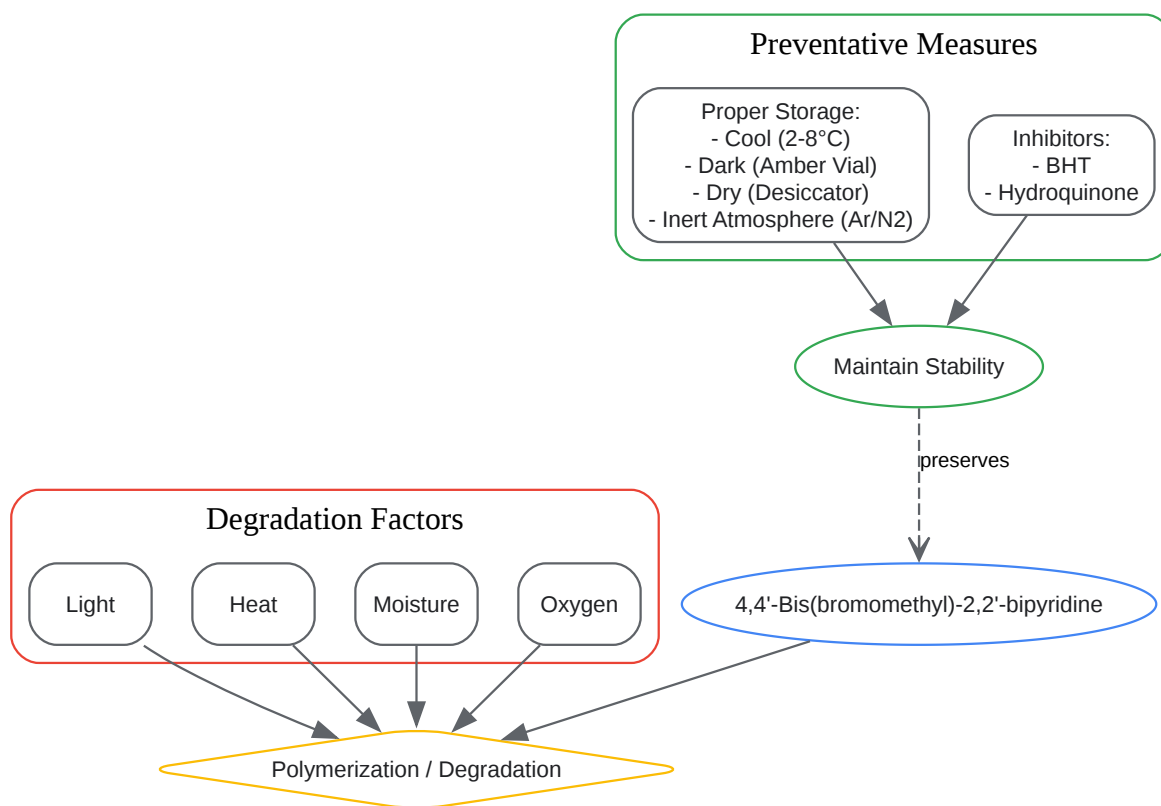 Preventative Measures
Proper Storage:
- Cool (2-8°C)
- Dark (Amber Vial)
- Dry (Desiccator)
- Inert Atmosphere (Ar/N2)
Inhibitors:
- BHT
- Hydroquinone
Maintain Stability
preserves
Degradation Factors
Light
Heat
Moisture
Oxygen
4,4'-Bis(bromomethyl)-2,2'-bipyridine
Polymerization / Degradation